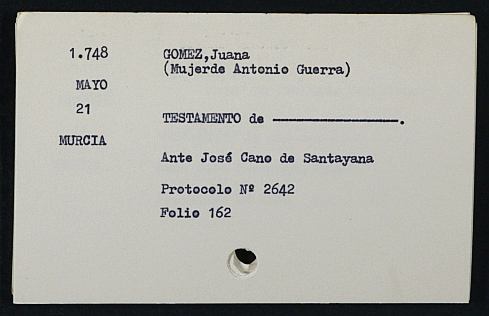 1.748
MAYO
21
MURCIA
GOMEZ,Juana
(Mujerde Antonio Guerra)
TESTAMENTO de ——————————.
Ante José Cano de Santayana
Protocolo Nº 2642
Folio 162